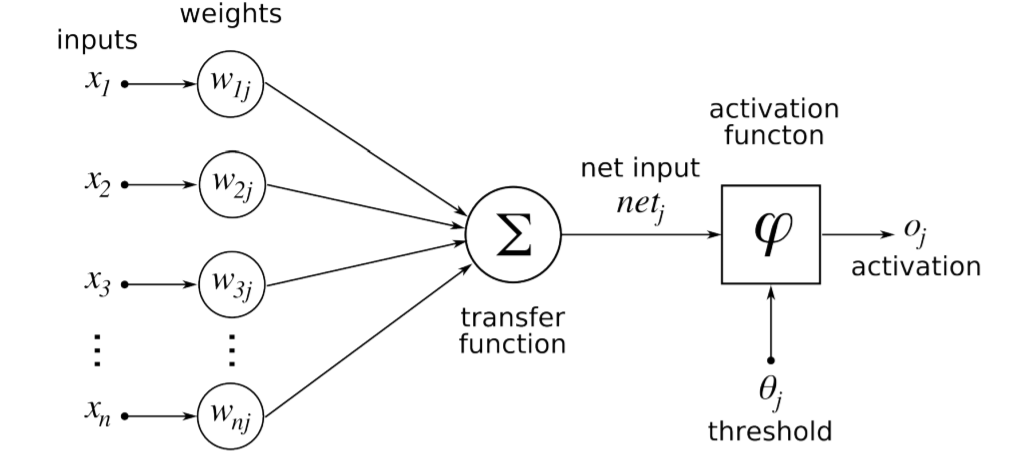 weights
inputs
x1
w1j
x2
w2j
x3
w3j
⋮
⋮
xn
wnj
Σ
transfer
function
net input
netj
activation
functon
φ
oj
activation
θj
threshold